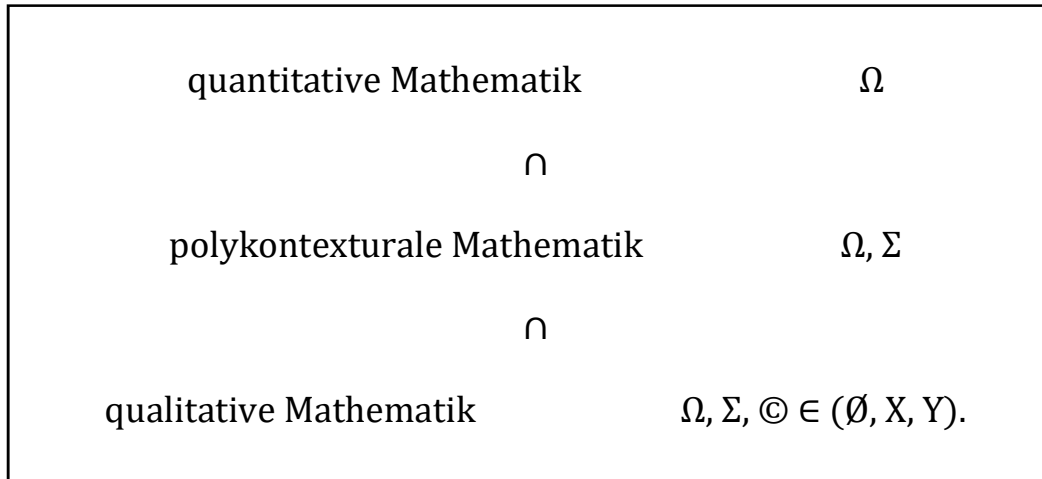 quantitative Mathematik Ω
∩
polykontexturale Mathematik Ω, Σ
∩
qualitative Mathematik Ω, Σ, © ∈ (Ø, X, Y).